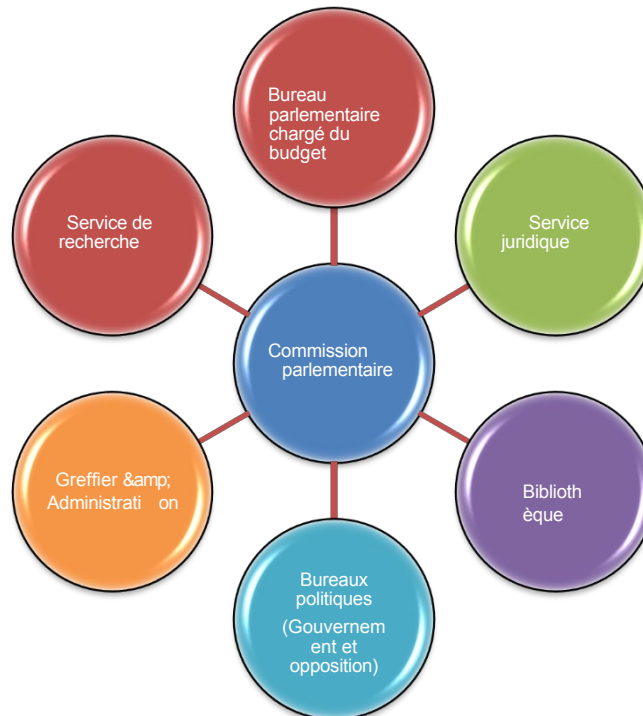 Bureau
parlementaire
chargé du
budget
Service de
recherche
Service
juridique
Commission
parlementaire
Greffier &amp;amp;
Administrati on
Biblioth
èque
Bureaux
politiques
(Gouvernem
ent et
opposition)